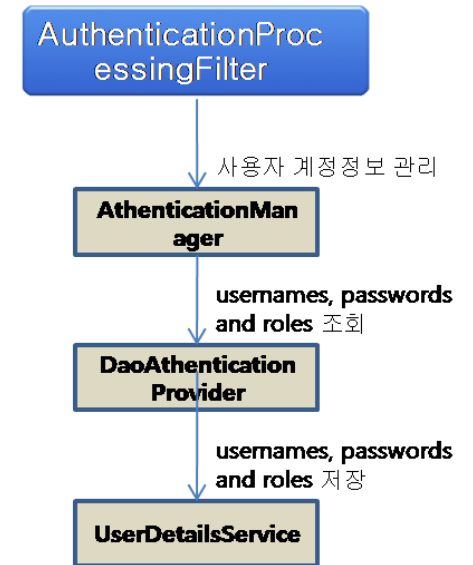 AuthenticationProc
essingFilter
사용자 계정정보 관리
AthenticationMan
ager
usernames, passwords
and roles 조회
DaoAthentication
Provider
usernames, passwords
and roles 저장
UserDetailsService